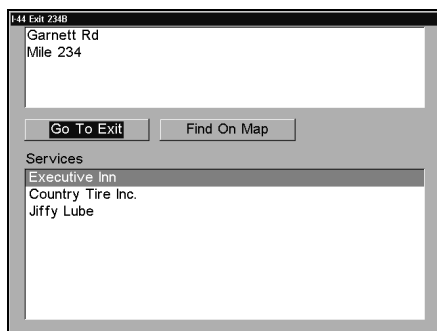 I-44 Exit 234B
Garnett Rd
Mile 234
Go To Exit
Find On Map
Services
Executive Inn
Country Tire Inc.
Jiffy Lube